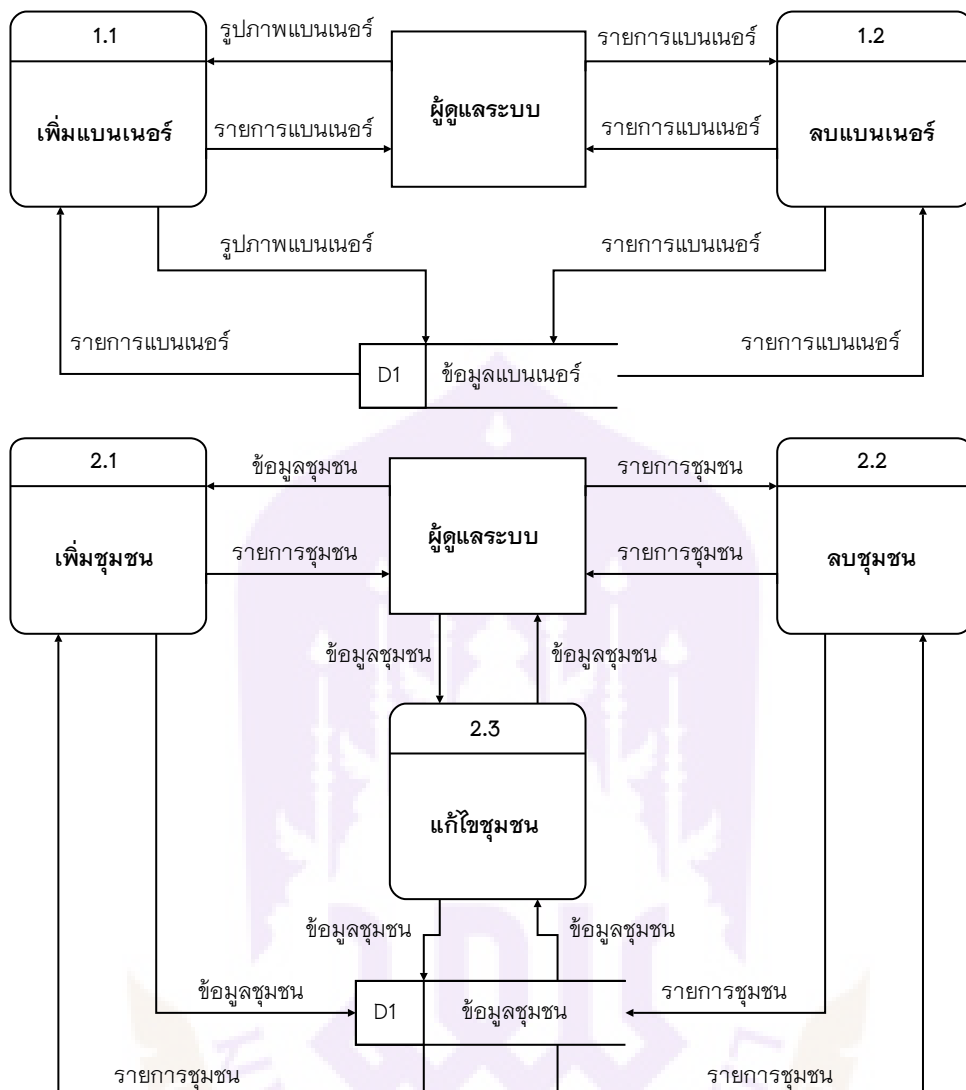 1.1
รูปภาพแบนเนอร์
รายการแบนเนอร์
1.2
เพิ่มแบนเนอร์
รายการแบนเนอร์
ผู้ดูแลระบบ
รายการแบนเนอร์
ลบแบนเนอร์
รูปภาพแบนเนอร์
รายการแบนเนอร์
รายการแบนเนอร์
รายการแบนเนอร์
D1
ข้อมูลแบนเนอร์
2.1
ข้อมูลชุมชน
รายการชุมชน
2.2
เพิ่มชุมชน
รายการชุมชน
ผู้ดูแลระบบ
รายการชุมชน
ลบชุมชน
ข้อมูลชุมชน
ข้อมูลชุมชน
2.3
แก้ไขชุมชน
ข้อมูลชุมชน
ข้อมูลชุมชน
ข้อมูลชุมชน
รายการชุมชน
D1
ข้อมูลชุมชน
รายการชุมชน
รายการชุมชน